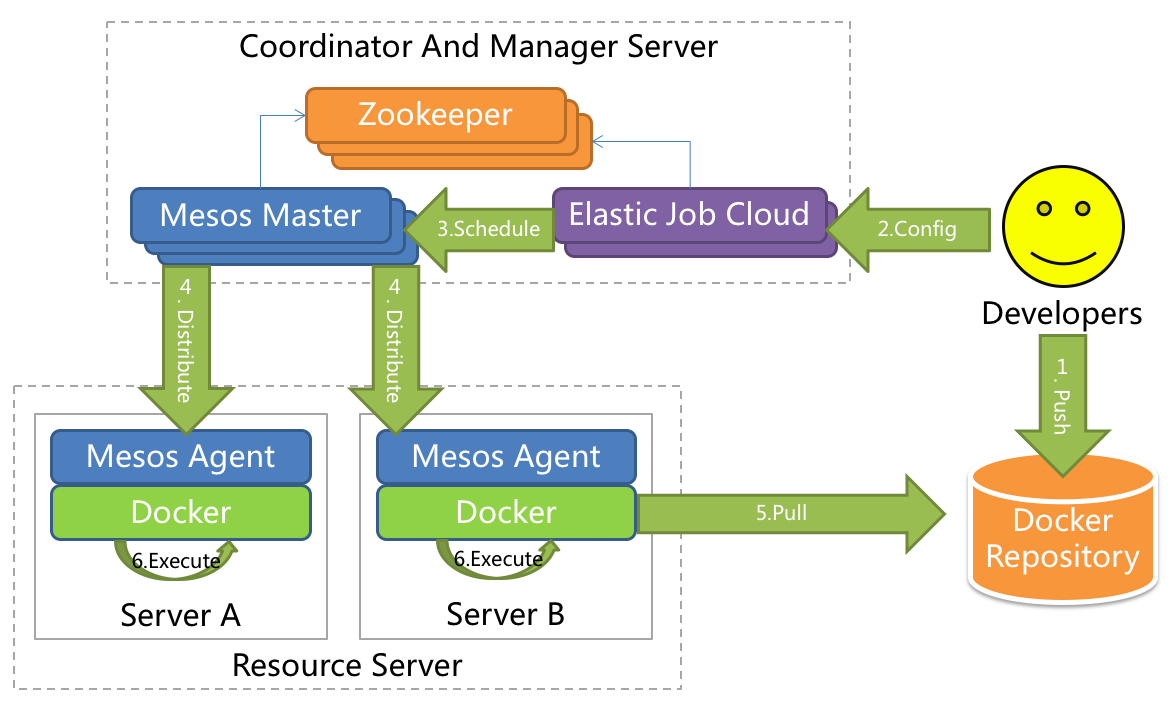 Coordinator And Manager Server
Zookeeper
Mesos Master
3.Schedule
Elastic Job Cloud
2.Config
Developers
4. Distribute
4. Distribute
1. Push
Mesos Agent
Mesos Agent
Docker
Docker
5.Pull
Docker
Repository
6.Execute
6.Execute
Server A
Server B
Resource Server